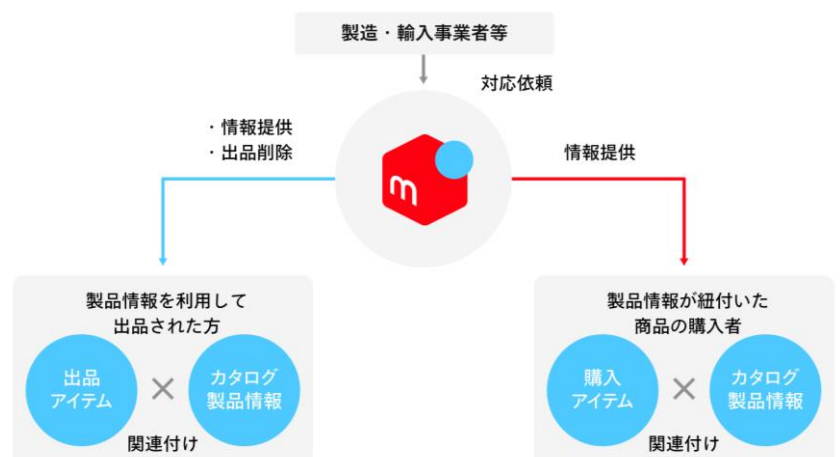 製造・輸入事業者等
対応依頼
・情報提供
・出品削除
情報提供
m
製品情報を利用して
出品された方
出品
アイテム
×
カタログ
製品情報
関連付け
製品情報が紐付いた
商品の購入者
購入
アイテム
×
カタログ
製品情報
関連付け